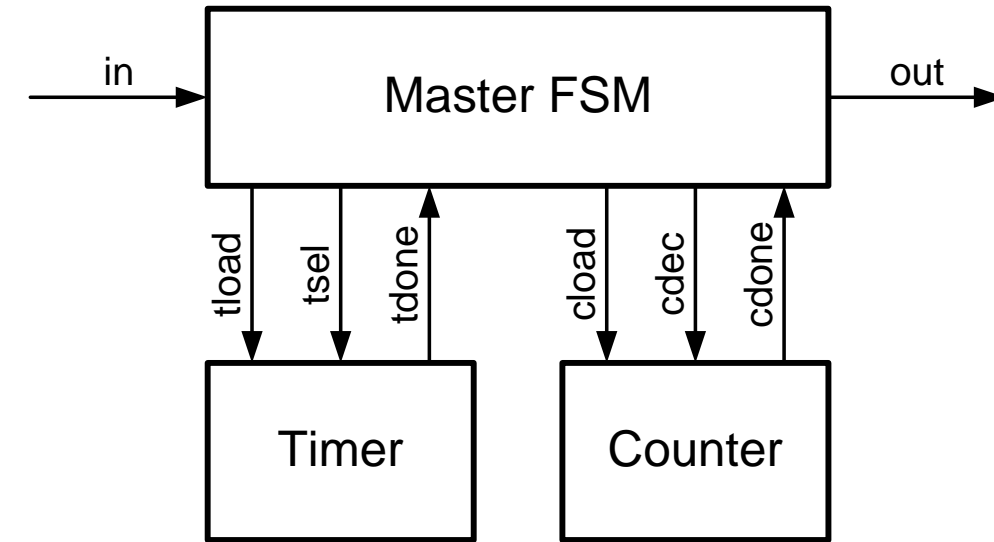 in
Master FSM
out
tload
tsel
tdone
cload
cdec
cdone
Timer
Counter